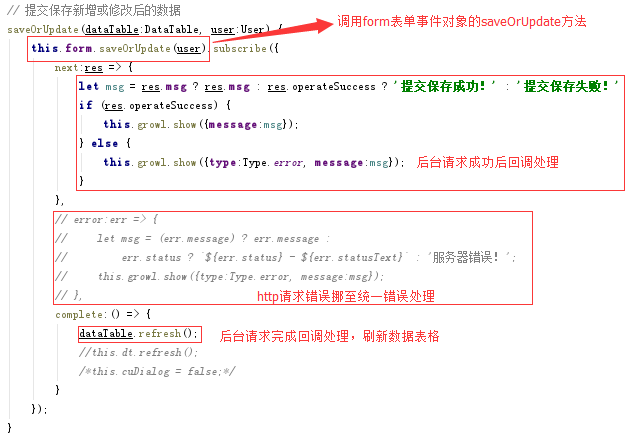 // 提交保存新增或修改后的数据
saveOrUpdate(dataTable:DataTable, user:User) {
调用form表单事件对象的saveOrUpdate方法
this.form.saveOrUpdate(user).subscribe({
next:res => {
let msg = res.msg ? res.msg : res.operateSuccess ? '提交保存成功！' : '提交保存失败！'
if (res.operateSuccess) {
this.growl.show({message:msg});
} else {
this.growl.show({type:Type.error, message:msg});  后台请求成功后回调处理
}
},
// error:err => {
// let msg = (err.message) ? err.message :
// err.status ? `${err.status} - ${err.statusText}` : '服务器错误！';
// this.growl.show({type:Type.error, message:msg});
// },  http请求错误挪至统一错误处理
complete:() => {
dataTable.refresh();  后台请求完成回调处理，刷新数据表格
//this.dt.refresh();
/*this.cuDialog = false;*/
}
});
}